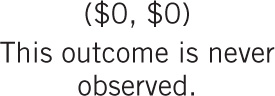 ($0, $0)
This outcome is never
observed.